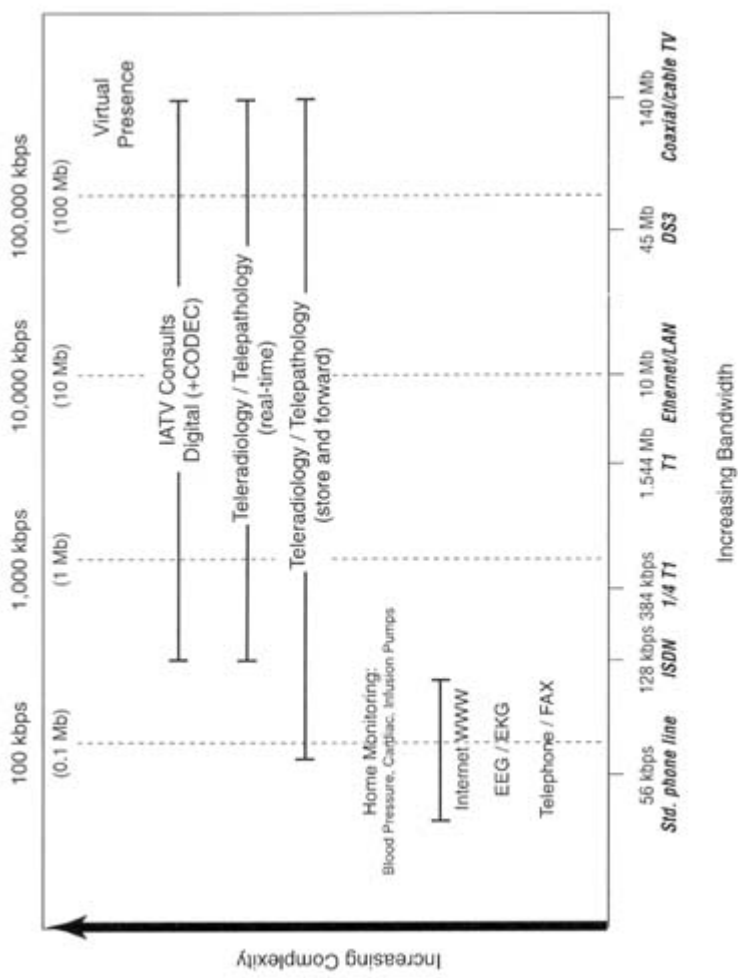 100 kbps 1,000 kbps 10,000 kbps 100,000 kbps
(0.1 Mb) (1 Mb) (10 Mb) (100 Mb)
Virtual
Presence
IATV Consults
Digital (+CODEC)
Teleradiology / Telepathology
(real-time)
Teleradiology / Telepathology
(store and forward)
Home Monitoring:
Blood Pressure, Cardiac, Infusion Pumps
Internet WWW
EEG / EKG
Telephone / FAX
Increasing Complexity
56 kbps 128 kbps 384 kbps 1.544 Mb 10 Mb 45 Mb 140 Mb
Std. phone line ISDN 1/4 T1 T1 Ethernet/LAN DS3 Coaxial/cable TV
Increasing Bandwidth